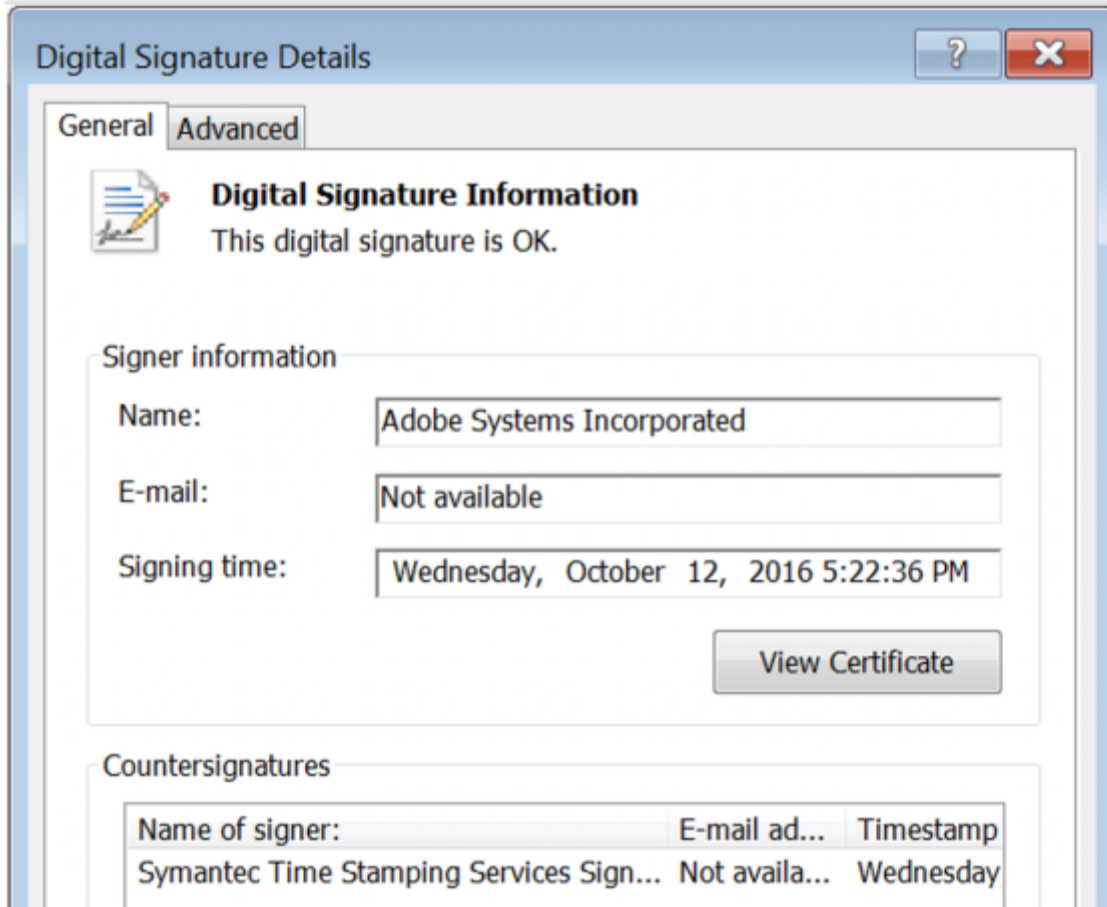 Digital Signature Details
General Advanced
Digital Signature Information
This digital signature is OK.
Signer information
Name: Adobe Systems Incorporated
E-mail: Not available
Signing time: Wednesday, October 12, 2016 5:22:36 PM
View Certificate
Countersignatures
Name of signer: E-mail ad... Timestamp
Symantec Time Stamping Services Sign... Not availa... Wednesday